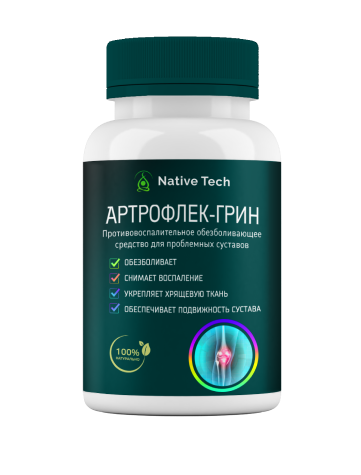 Native Tech
АРТРОФЛЕК-ГРИН
Противовоспалительное обезболивающее
средство для проблемных суставов
ОБЕЗБОЛИВАЕТ
СНИМАЕТ ВОСПАЛЕНИЕ
УКРЕПЛЯЕТ ХРЯЩЕВУЮ ТКАНЬ
ОБЕСПЕЧИВАЕТ ПОДВИЖНОСТЬ СУСТАВА
100%
НАТУРАЛЬНО